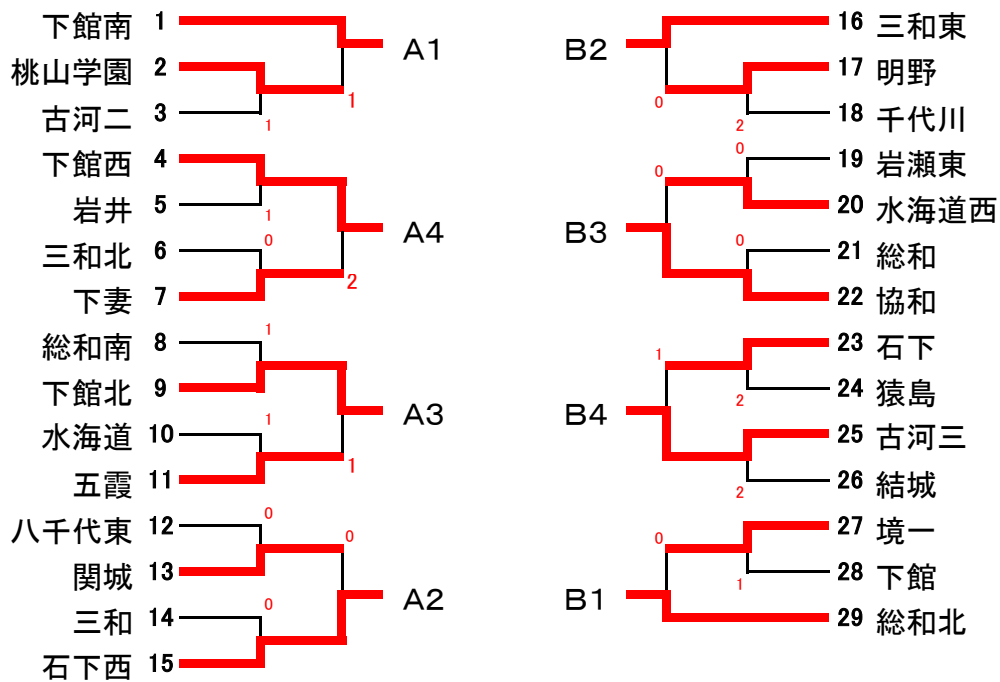 下館南 1
桃山学園 2
古河二 3
1
1
A1
下館西 4
岩井 5
1
三和北 6
0
下妻 7
2
A4
総和南 8
1
下館北 9
水海道 10
1
五霞 11
1
A3
八千代東 12
0
関城 13
0
三和 14
0
石下西 15
A2
B2
16 三和東
17 明野
0
2
18 千代川
0
19 岩瀬東
0
20 水海道西
B3
0
21 総和
22 協和
23 石下
1
2
24 猿島
B4
25 古河三
2
26 結城
27 境一
0
1
28 下館
B1
29 総和北